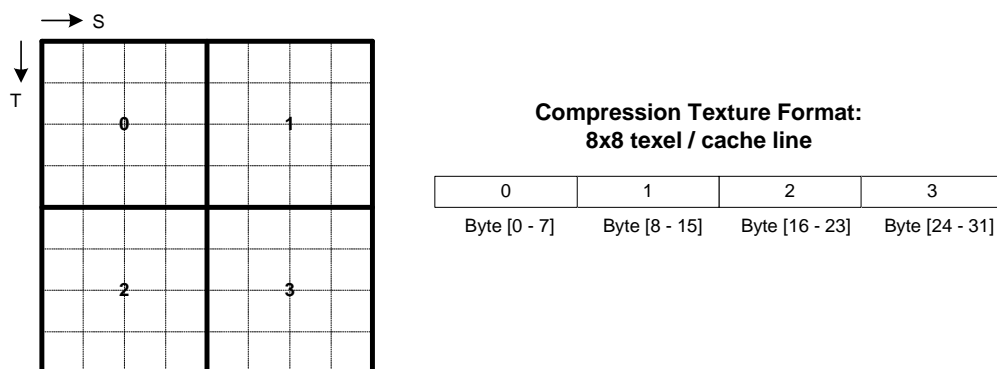 S
T
0
1
2
3
Compression Texture Format:
8x8 texel / cache line
0 1 2 3
Byte [0 - 7] Byte [8 - 15] Byte [16 - 23] Byte [24 - 31]